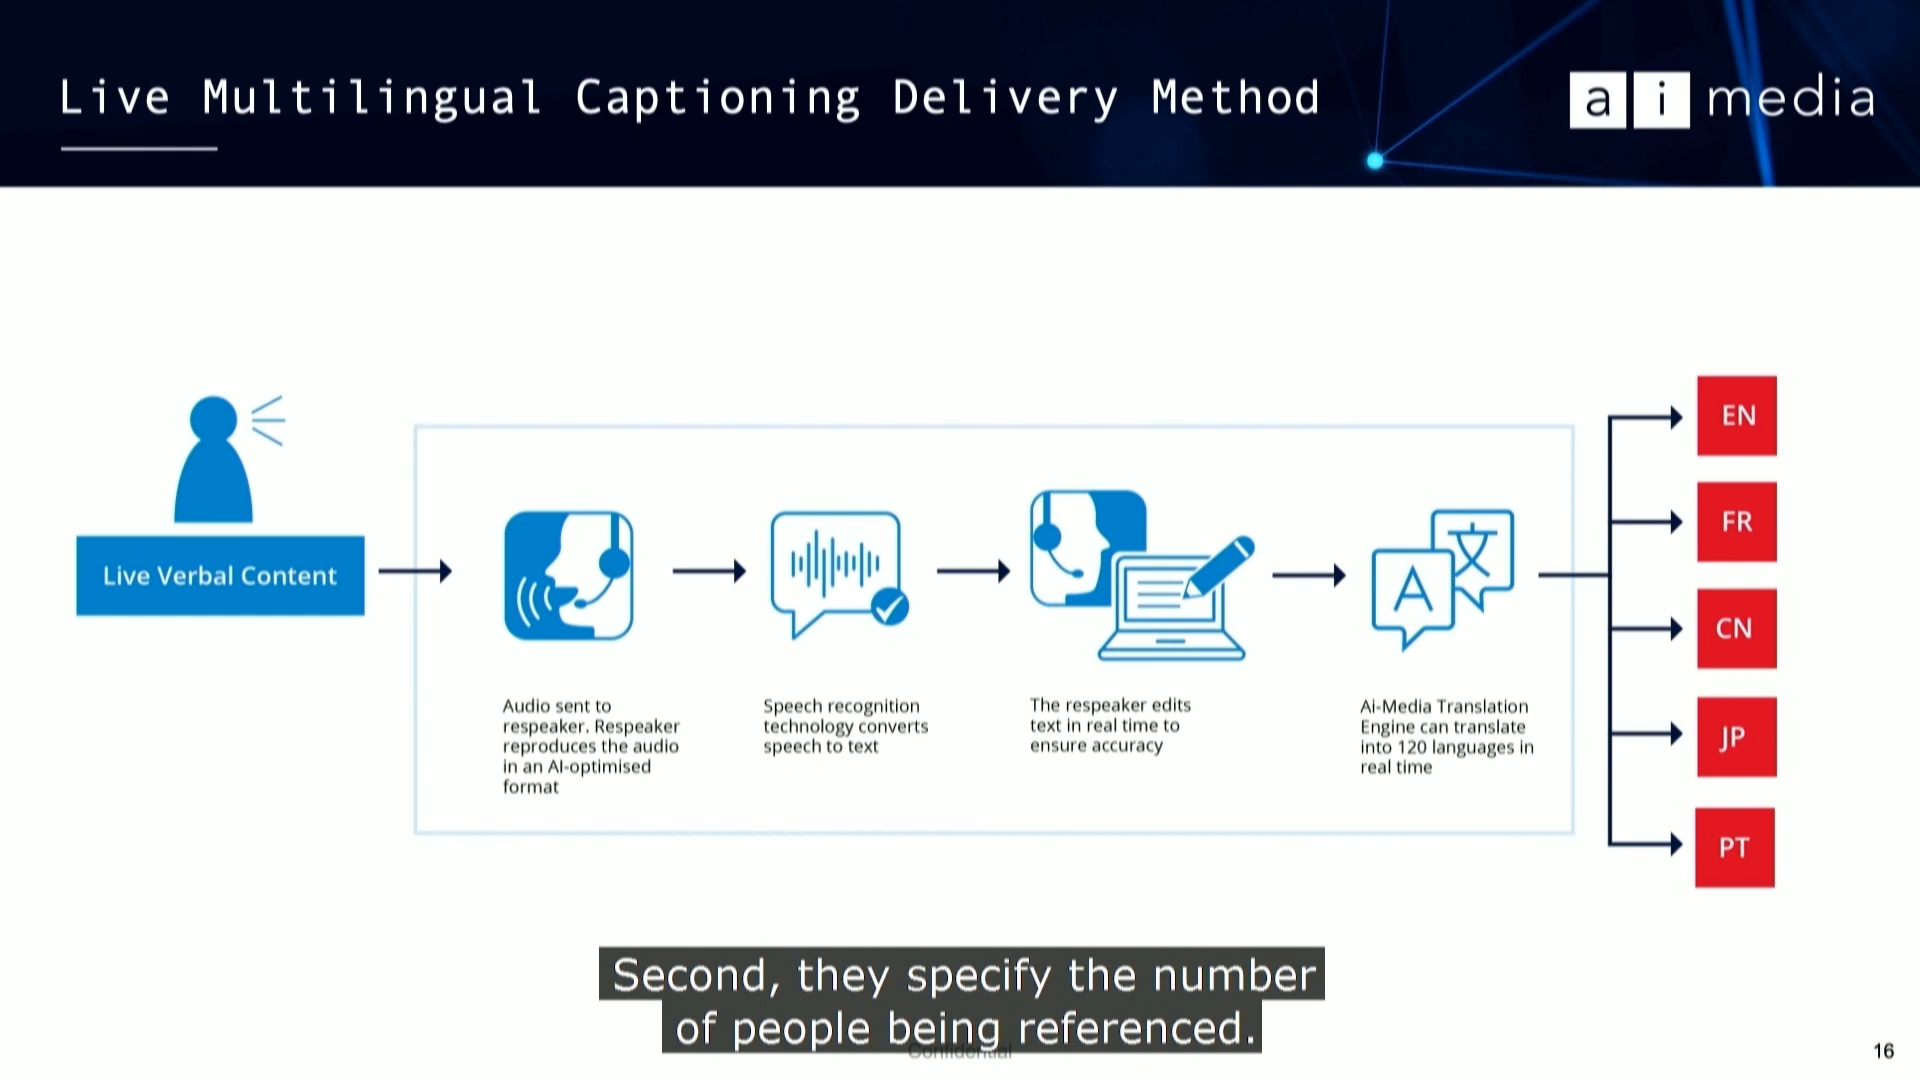 Live Multilingual Captioning Delivery Method
ai media
Live Verbal Content
Audio sent to
respeaker. Respeaker
reproduces the audio
in an AI-optimised
format
Speech recognition
technology converts
speech to text
The respeaker edits
text in real time to
ensure accuracy
A
文
Ai-Media Translation
Engine can translate
into 120 languages in
real time
EN
FR
CN
JP
PT
Second, they specify the number
of people being referenced.
Confidential
16